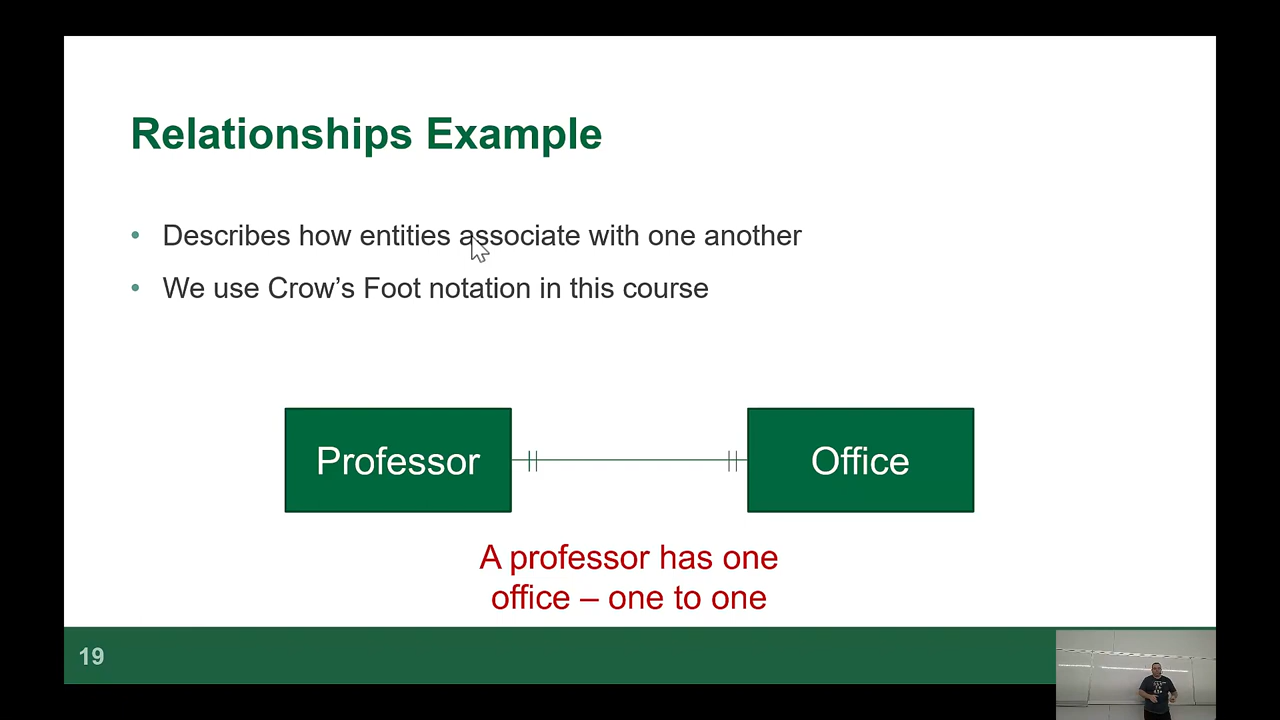 Relationships Example
• Describes how entities associate with one another
• We use Crow’s Foot notation in this course
Professor
Office
A professor has one
office – one to one
19